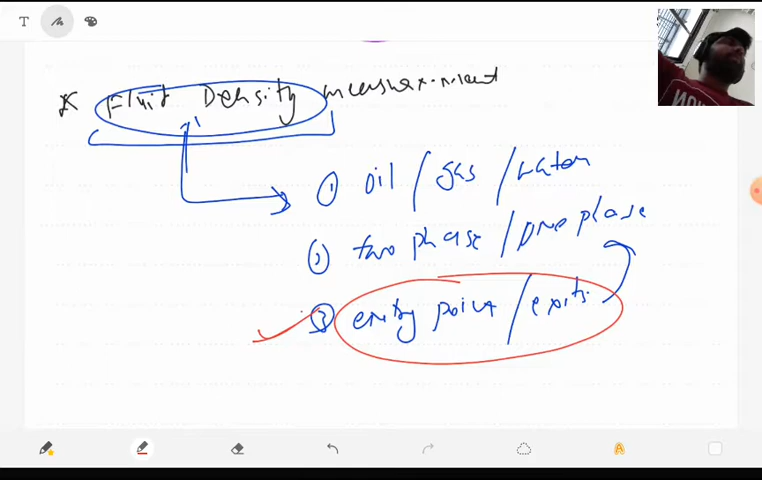 * Fluid Density measurement
① oil / gas / water
② two phase / one phase
③ entry point / exits